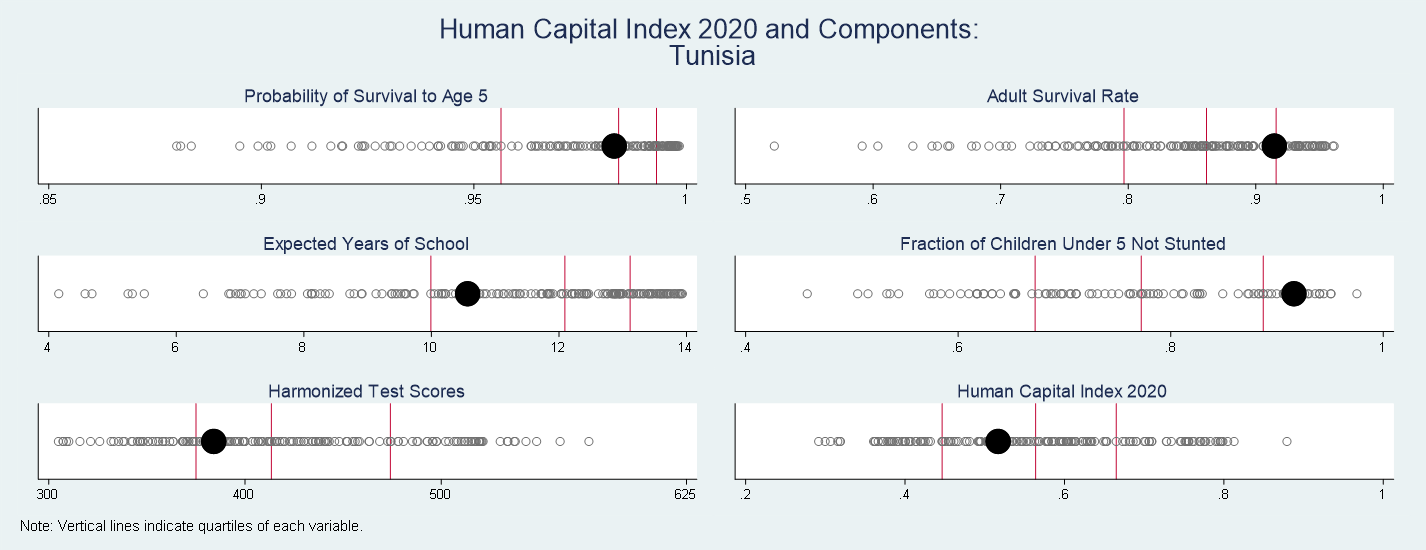 Human Capital Index 2020 and Components:
Tunisia
Probability of Survival to Age 5
.85 .9 .95 1
Adult Survival Rate
.5 .6 .7 .8 .9 1
Expected Years of School
4 6 8 10 12 14
Fraction of Children Under 5 Not Stunted
.4 .6 .8 1
Harmonized Test Scores
300 400 500 625
Human Capital Index 2020
.2 .4 .6 .8 1
Note: Vertical lines indicate quartiles of each variable.